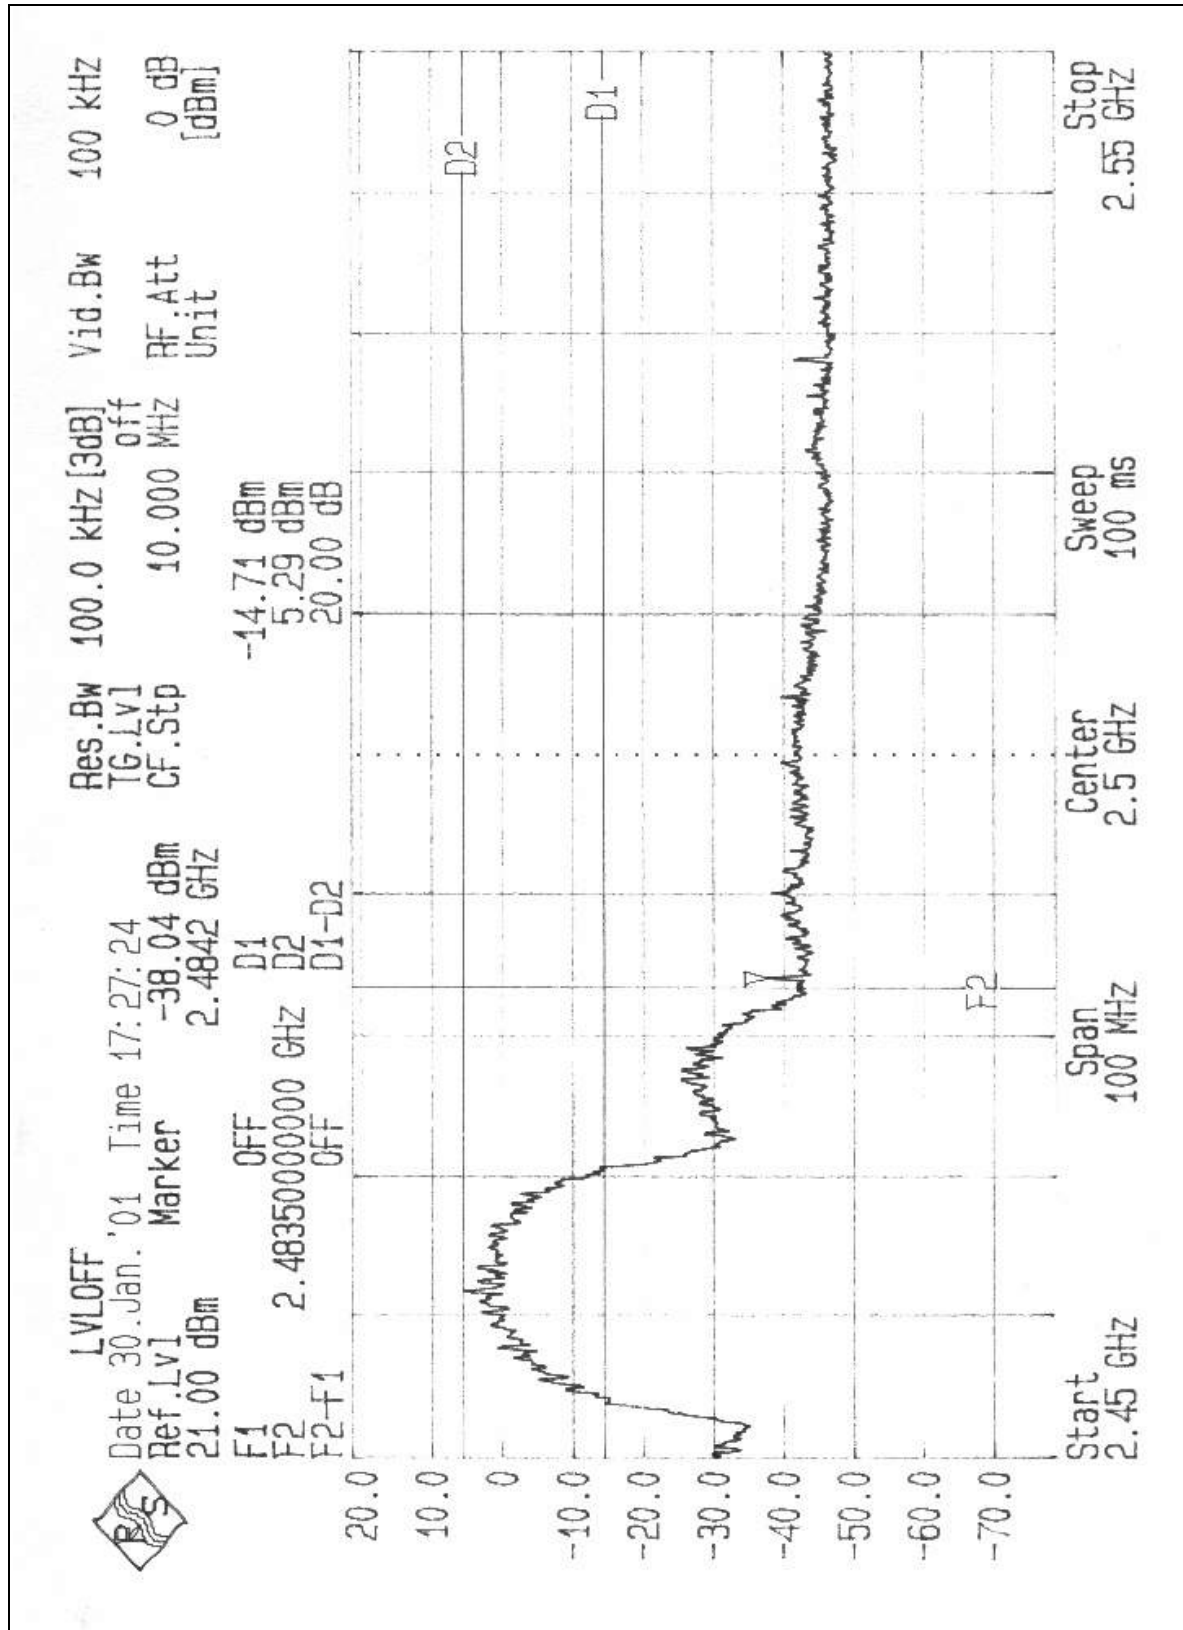 LVLOFF
Date 30.Jan.'01 Time 17:27:24
Ref.Lvl Marker Res.Bw 100.0 kHz[3dB] Vid.Bw 100 kHz
21.00 dBm -38.04 dBm TG.Lvl off
2.4842 GHz CF.Stp 10.000 MHz RF.Att 0 dB
Unit [dBm]
F1 OFF D1 -14.71 dBm
F2 2.4835000000 GHz D2 5.29 dBm
F2-F1 OFF D1-D2 20.00 dB
RS
20.0
10.0
D2
0
-10.0
D1
-20.0
-30.0
-40.0
-50.0
-60.0
F2
-70.0
Start Span Center Sweep Stop
2.45 GHz 100 MHz 2.5 GHz 100 ms 2.55 GHz